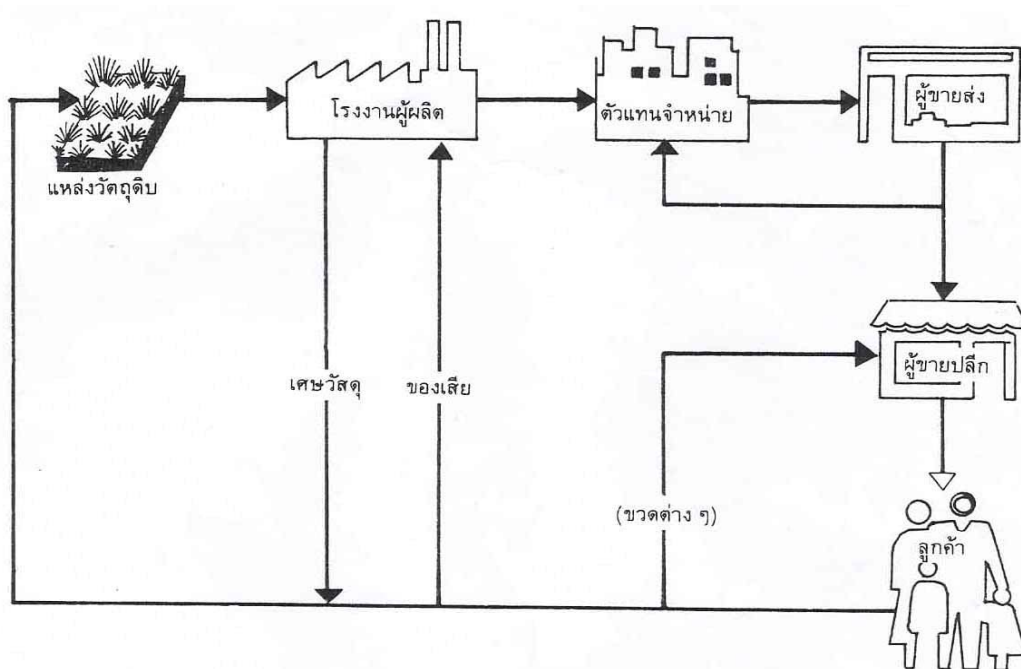 โรงงานผู้ผลิต
ตัวแทนจำหน่าย
ผู้ขายส่ง
แหล่งวัตถุดิบ
เศษวัสดุ
ของเสีย
ผู้ขายปลีก
(ขวดต่าง ๆ)
ลูกค้า